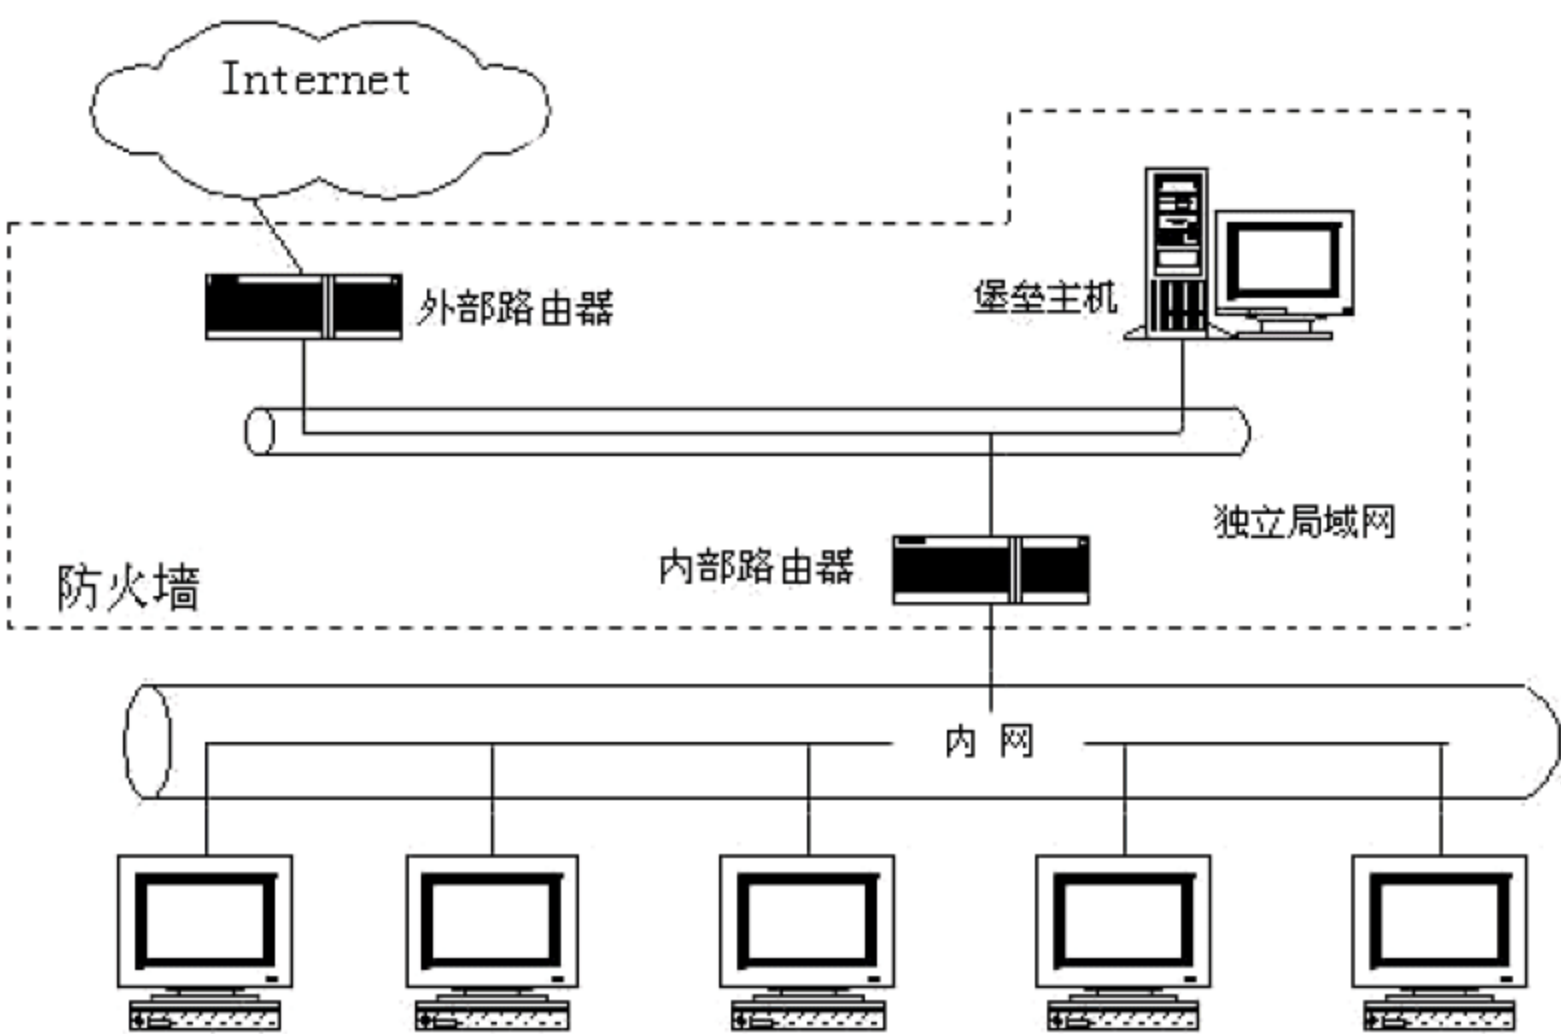 Internet
外部路由器
堡垒主机
独立局域网
内部路由器
防火墙
内 网